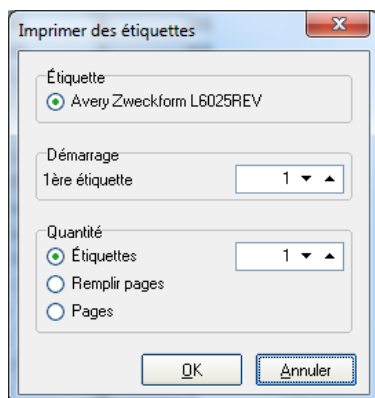 Imprimer des étiquettes
Étiquette
Avery Zweckform L6025REV
Démarrage
1ère étiquette 1
Quantité
Étiquettes 1
Remplir pages
Pages
OK Annuler